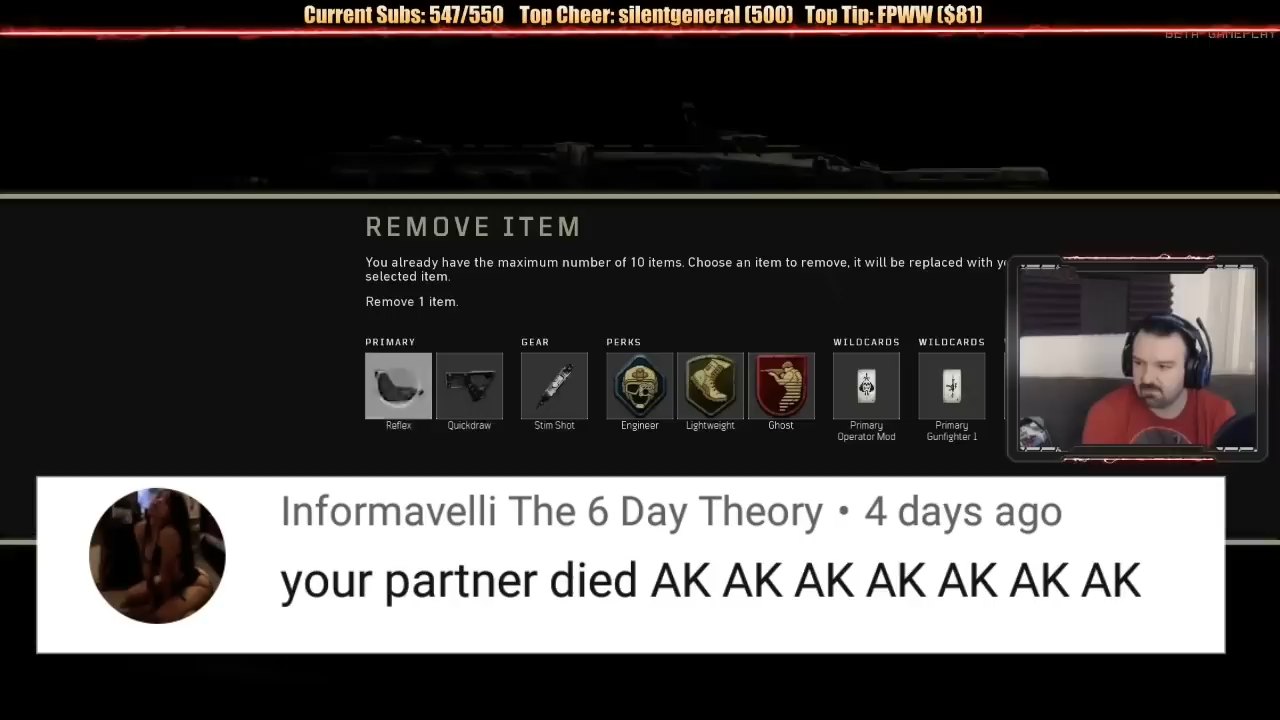 Current Subs: 547/550 Top Cheer: silentgeneral (500) Top Tip: FPWW ($81)
BETA GAMEPLAY
REMOVE ITEM
You already have the maximum number of 10 items. Choose an item to remove, it will be replaced with
selected item.
Remove 1 item.
PRIMARY GEAR PERKS WILDCARDS WILDCARDS
Reflex Quickdraw Stim Shot Engineer Lightweight Ghost Primary Primary
Operator Mod Gunfighter 1
Informavelli The 6 Day Theory • 4 days ago
your partner died AK AK AK AK AK AK AK